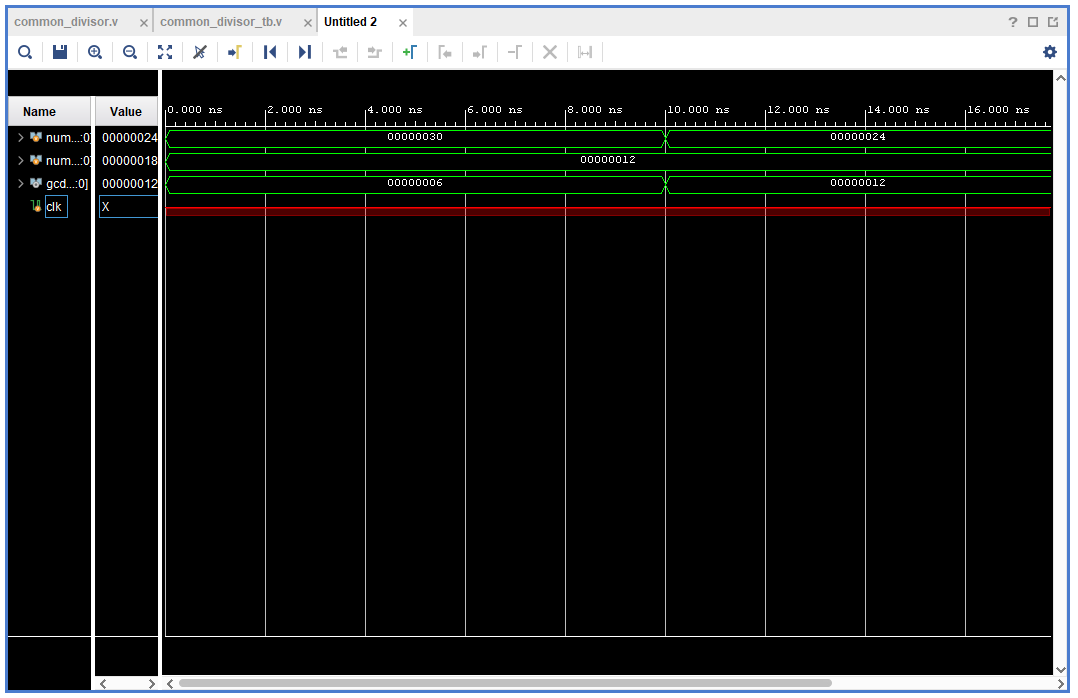 common_divisor.v × common_divisor_tb.v × Untitled 2 × ?
Name Value
0.000 ns 2.000 ns 4.000 ns 6.000 ns 8.000 ns 10.000 ns 12.000 ns 14.000 ns 16.000 ns
num...:0] 00000024 00000030 00000024
num...:0] 00000018 00000012
gcd...:0] 00000012 00000006 00000012
clk X